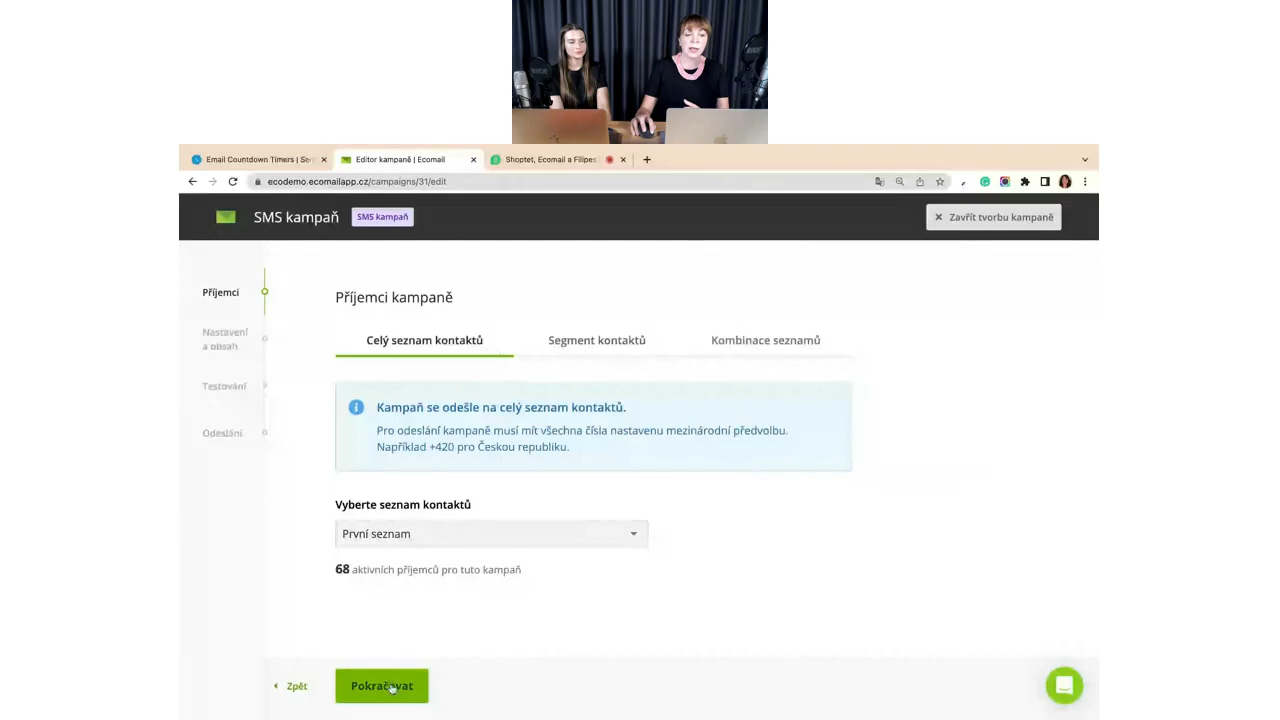 Email Countdown Timers | Sen
Editor kampaně | Ecomail
Shoptet, Ecomail a Filipes
ecodemo.ecomailapp.cz/campaigns/31/edit
SMS kampaň
SMS kampaň
× Zavřít tvorbu kampaně
Příjemci
Nastavení
a obsah
Testování
Odeslání
Příjemci kampaně
Celý seznam kontaktů
Segment kontaktů
Kombinace seznamů
Kampaň se odešle na celý seznam kontaktů.
Pro odeslání kampaně musí mít všechna čísla nastavenu mezinárodní předvolbu.
Například +420 pro Českou republiku.
Vyberte seznam kontaktů
První seznam
68 aktivních příjemců pro tuto kampaň
Zpět
Pokračovat